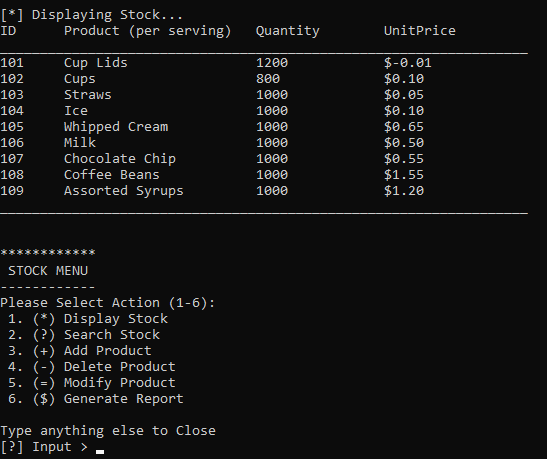 [*] Displaying Stock...
ID Product (per serving) Quantity UnitPrice
101 Cup Lids 1200 $-0.01
102 Cups 800 $0.10
103 Straws 1000 $0.05
104 Ice 1000 $0.10
105 Whipped Cream 1000 $0.65
106 Milk 1000 $0.50
107 Chocolate Chip 1000 $0.55
108 Coffee Beans 1000 $1.55
109 Assorted Syrups 1000 $1.20
************
STOCK MENU
------------
Please Select Action (1-6):
1. (*) Display Stock
2. (?) Search Stock
3. (+) Add Product
4. (-) Delete Product
5. (=) Modify Product
6. ($) Generate Report
Type anything else to Close
[?] Input > _